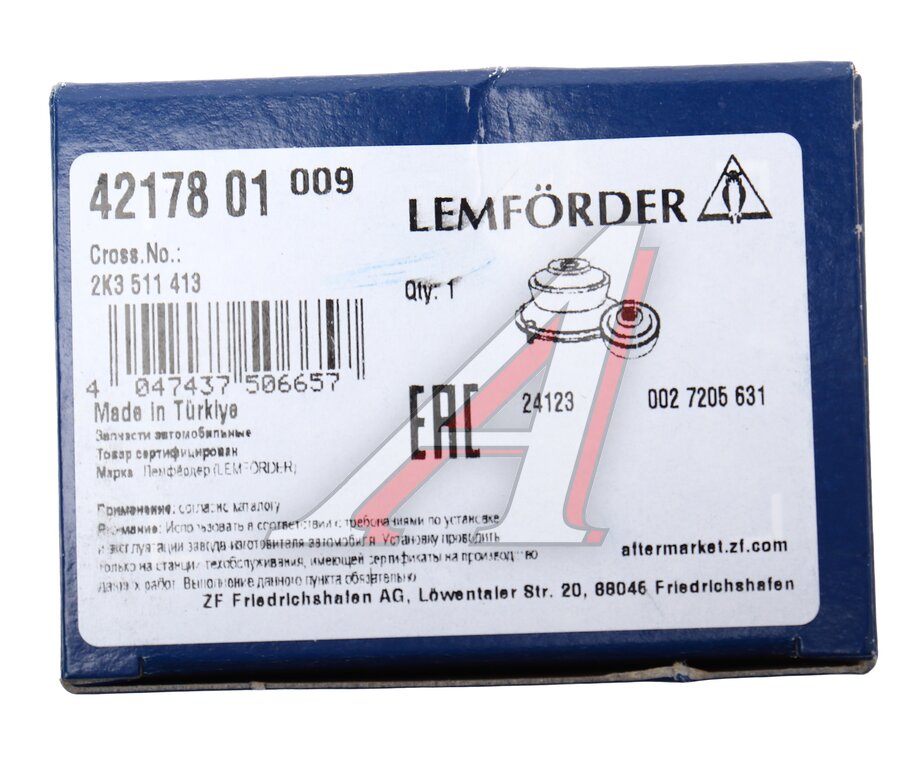 42178 01 009
LEMFÖRDER
Cross.No.:
2K3 511 413
Qty: 1
4 047437 506657
Made in Türkiye
EAC
24123
002 7205 631
Запчасти автомобильные
Товар сертифицирован
Марка Лемфёрдер (LEMFÖRDER)
Применение: согласно каталогу
Внимание: Использовать в соответствии с требованиями по установке
и эксплуатации завода-изготовителя автомобиля. Установку проводить
только на станции техобслуживания, имеющей сертификаты на производство
данных работ. Выполнение данного пункта обязательно
aftermarket.zf.com
ZF Friedrichshafen AG, Löwentaler Str. 20, 88046 Friedrichshafen